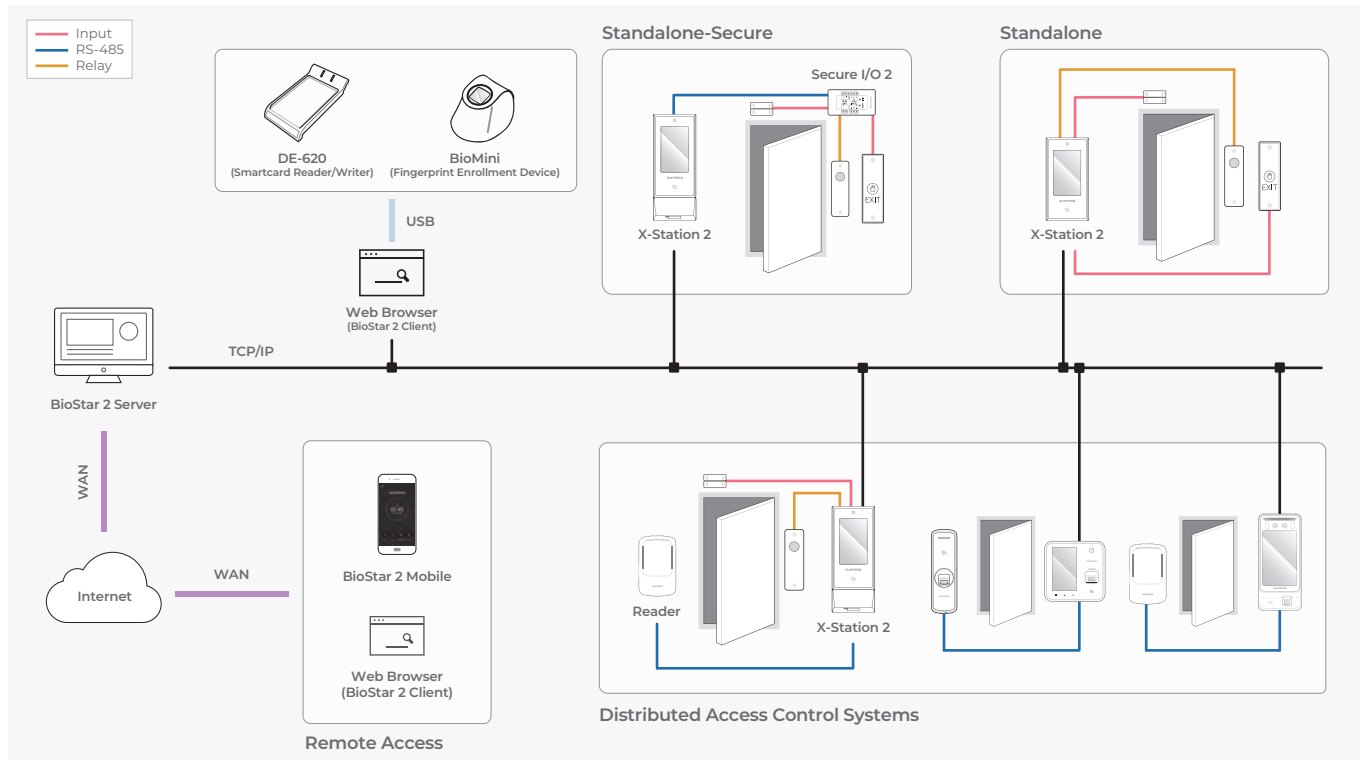 Input
RS-485
Relay
DE-620
(Smartcard Reader/Writer)
BioMini
(Fingerprint Enrollment Device)
USB
Web Browser
(BioStar 2 Client)
Standalone-Secure
Secure I/O 2
EXIT
X-Station 2
Standalone
EXIT
X-Station 2
TCP/IP
BioStar 2 Server
WAN
Internet
WAN
BioStar 2 Mobile
Web Browser
(BioStar 2 Client)
Remote Access
Reader
X-Station 2
Distributed Access Control Systems